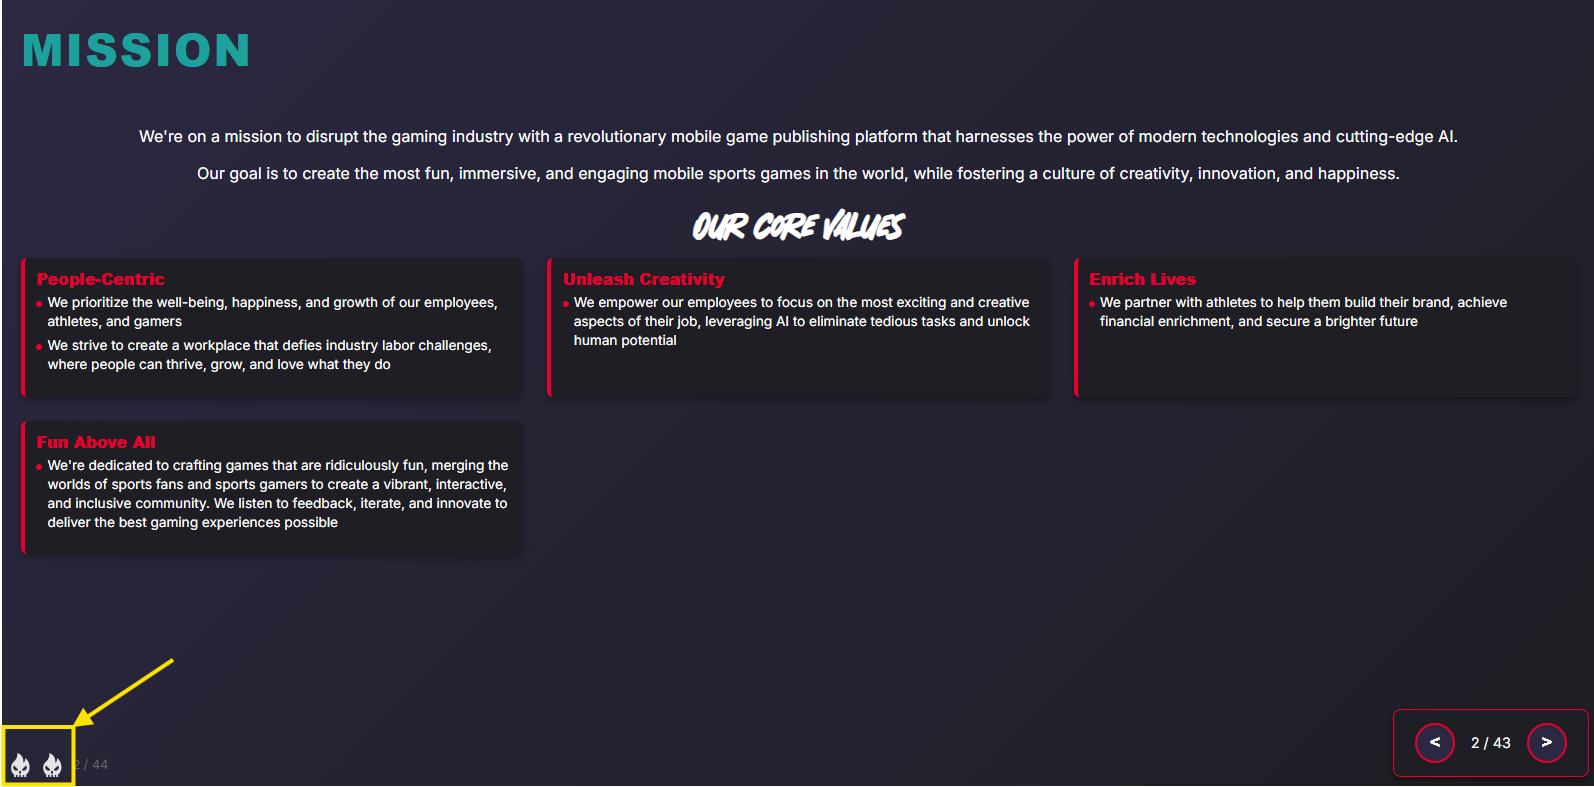 MISSION
We're on a mission to disrupt the gaming industry with a revolutionary mobile game publishing platform that harnesses the power of modern technologies and cutting-edge AI.
Our goal is to create the most fun, immersive, and engaging mobile sports games in the world, while fostering a culture of creativity, innovation, and happiness.
OUR CORE VALUES
People-Centric
We prioritize the well-being, happiness, and growth of our employees,
athletes, and gamers
We strive to create a workplace that defies industry labor challenges,
where people can thrive, grow, and love what they do
Unleash Creativity
We empower our employees to focus on the most exciting and creative
aspects of their job, leveraging AI to eliminate tedious tasks and unlock
human potential
Enrich Lives
We partner with athletes to help them build their brand, achieve
financial enrichment, and secure a brighter future
Fun Above All
We're dedicated to crafting games that are ridiculously fun, merging the
worlds of sports fans and sports gamers to create a vibrant, interactive,
and inclusive community. We listen to feedback, iterate, and innovate to
deliver the best gaming experiences possible
2 / 44
< 2 / 43 >